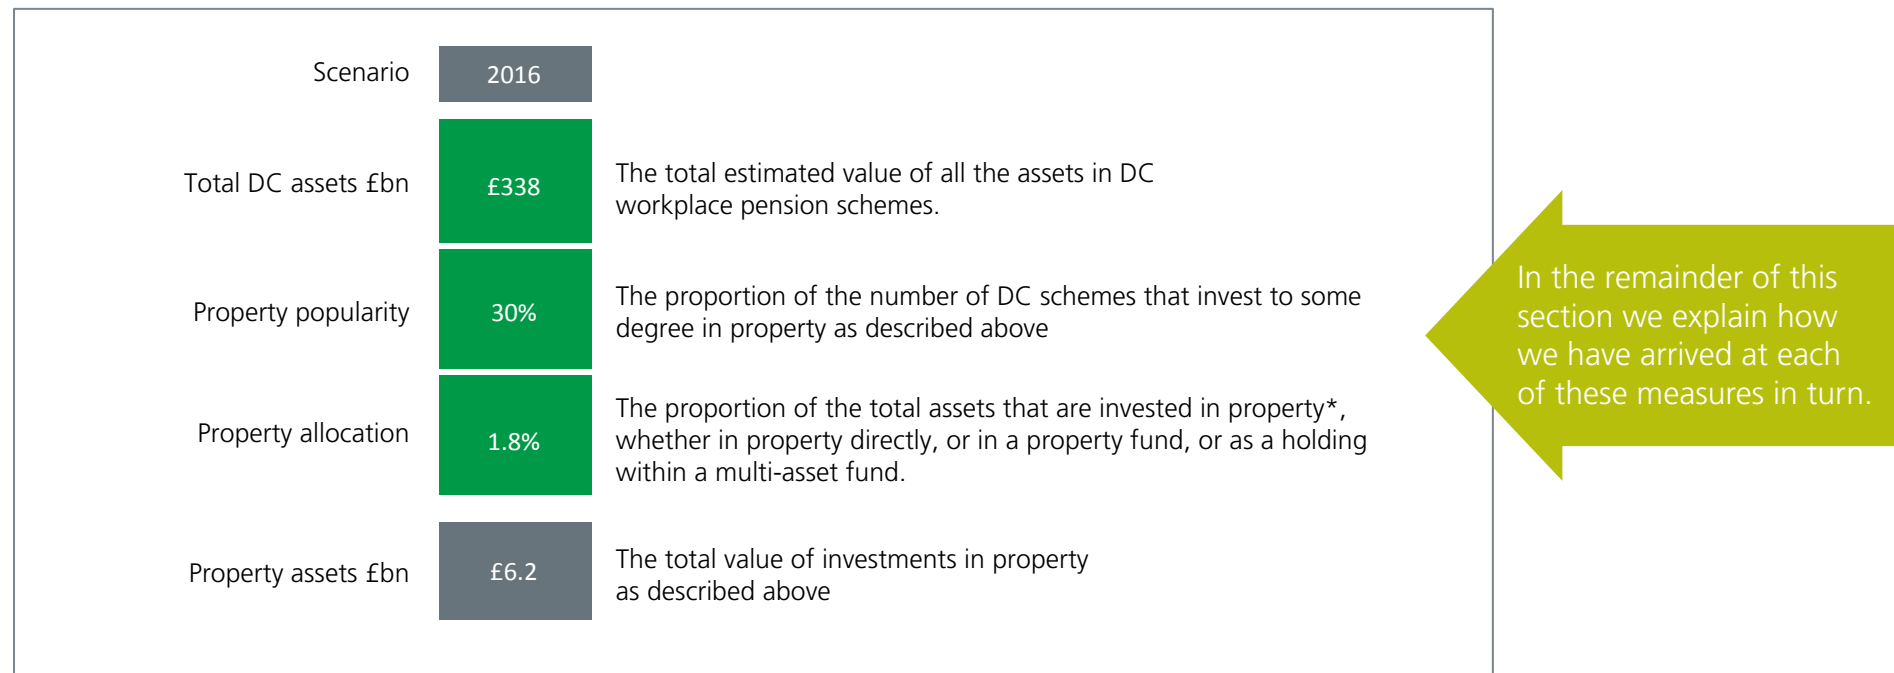 Scenario
2016
Total DC assets £bn
£338
The total estimated value of all the assets in DC
workplace pension schemes.
Property popularity
30%
The proportion of the number of DC schemes that invest to some
degree in property as described above
Property allocation
1.8%
The proportion of the total assets that are invested in property*,
whether in property directly, or in a property fund, or as a holding
within a multi-asset fund.
Property assets £bn
£6.2
The total value of investments in property
as described above
In the remainder of this
section we explain how
we have arrived at each
of these measures in turn.